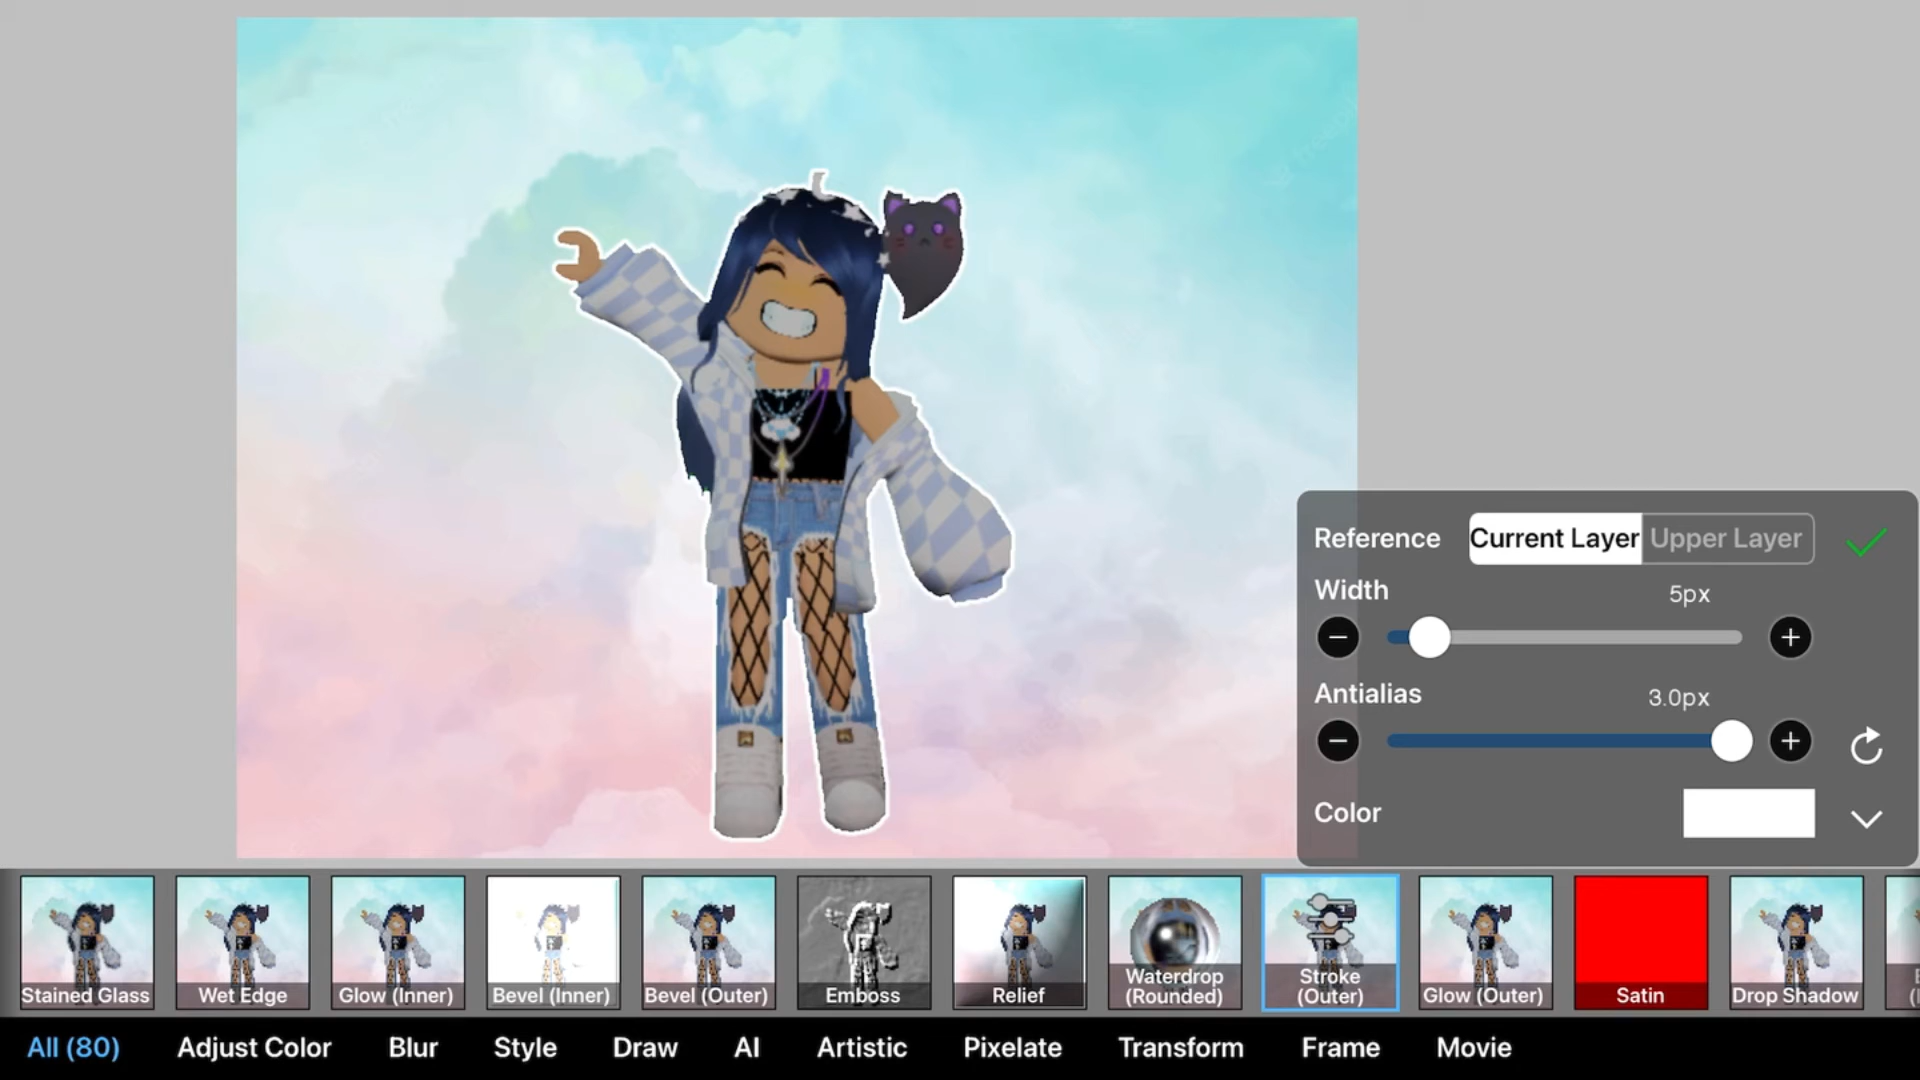 Reference Current Layer Upper Layer
Width 5px
Antialias 3.0px
Color
Stained Glass
Wet Edge
Glow (Inner)
Bevel (Inner)
Bevel (Outer)
Emboss
Relief
Waterdrop
(Rounded)
Stroke
(Outer)
Glow (Outer)
Satin
Drop Shadow
All (80) Adjust Color Blur Style Draw AI Artistic Pixelate Transform Frame Movie